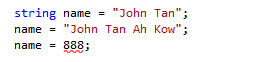 string name = "John Tan";
name = "John Tan Ah Kow";
name = 888;